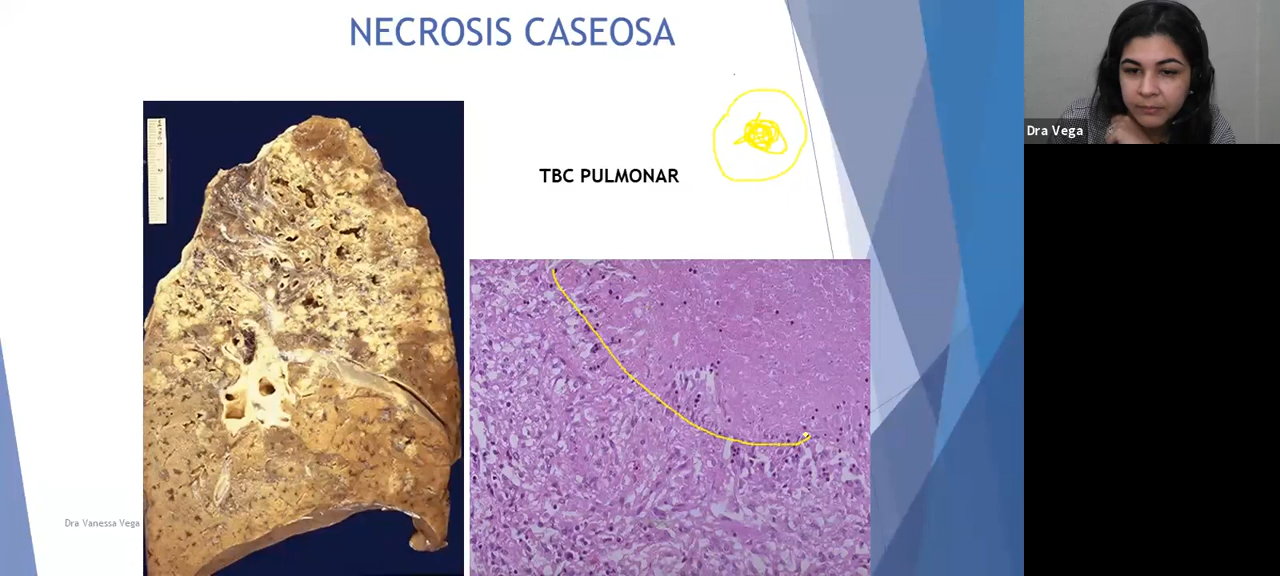 NECROSIS CASEOSA
Dra Vega
TBC PULMONAR
Dra Vanessa Vega